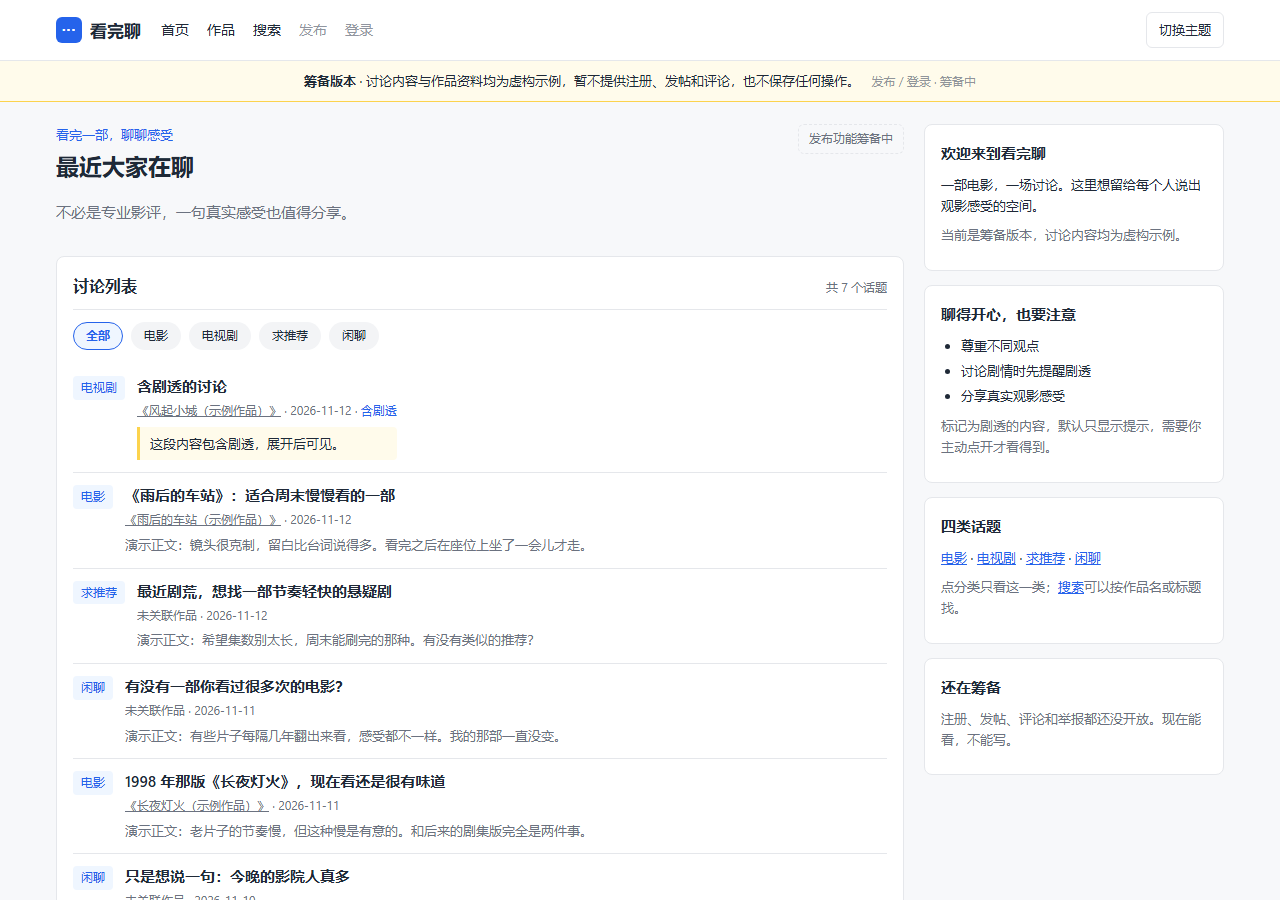 看完聊 首页 作品 搜索 发布 登录 切换主题
筹备版本 · 讨论内容与作品资料均为虚构示例，暂不提供注册、发帖和评论，也不保存任何操作。 发布 / 登录 · 筹备中
看完一部，聊聊感受
最近大家在聊
不必是专业影评，一句真实感受也值得分享。
发布功能筹备中
讨论列表
共 7 个话题
全部 电影 电视剧 求推荐 闲聊
电视剧 含剧透的讨论
《风起小城（示例作品）》 · 2026-11-12 · 含剧透
这段内容包含剧透，展开后可见。
电影 《雨后的车站》：适合周末慢慢看的一部
《雨后的车站（示例作品）》 · 2026-11-12
演示正文：镜头很克制，留白比台词说得多。看完之后在座位上坐了一会儿才走。
求推荐 最近剧荒，想找一部节奏轻快的悬疑剧
未关联作品 · 2026-11-12
演示正文：希望集数别太长，周末能刷完的那种。有没有类似的推荐？
闲聊 有没有一部你看过很多次的电影？
未关联作品 · 2026-11-11
演示正文：有些片子每隔几年翻出来看，感受都不一样。我的那部一直没变。
电影 1998 年那版《长夜灯火》，现在看还是很有味道
《长夜灯火（示例作品）》 · 2026-11-11
演示正文：老片子的节奏慢，但这种慢是有意的。和后来的剧集版完全是两件事。
闲聊 只是想说一句：今晚的影院人真多
未关联作品 · 2026-11-10
欢迎来到看完聊
一部电影，一场讨论。这里想留给每个人说出
观影感受的空间。
当前是筹备版本，讨论内容均为虚构示例。
聊得开心，也要注意
尊重不同观点
讨论剧情时先提醒剧透
分享真实观影感受
标记为剧透的内容，默认只显示提示，需要你
主动点开才看得到。
四类话题
电影 · 电视剧 · 求推荐 · 闲聊
点分类只看这一类；搜索可以按作品名或标题
找。
还在筹备
注册、发帖、评论和举报都还没开放。现在能
看，不能写。